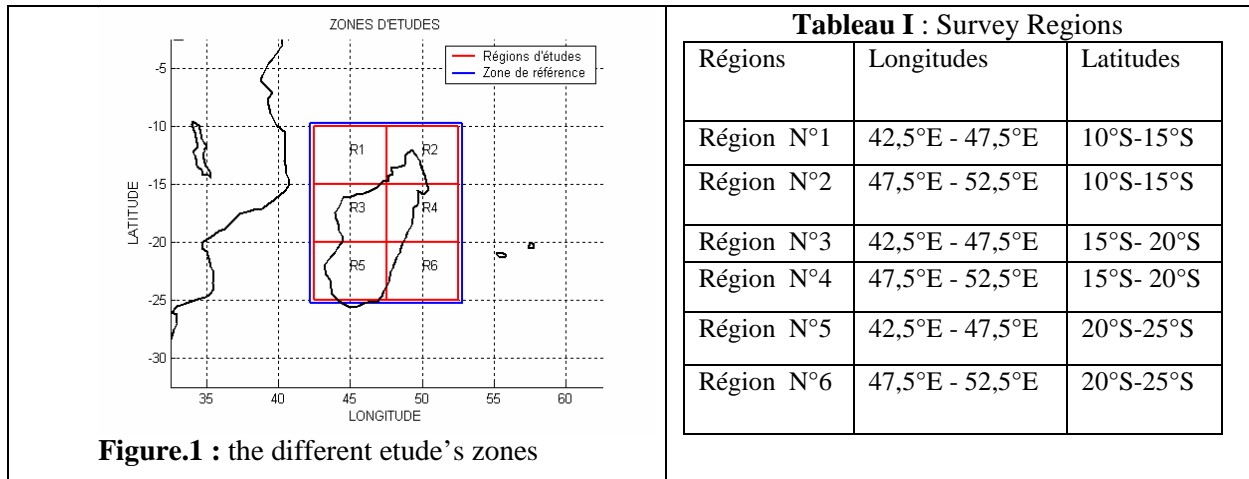 ZONES D'ETUDES
Régions d'études
Zone de référence
-5
-10
-15
-20
-25
-30
LATITUDE
R1
R2
R3
R4
R5
R6
35
40
45
50
55
60
LONGITUDE
Figure.1 : the different etude's zones
Tableau I : Survey Regions
Régions Longitudes Latitudes
Région N°1 42,5°E - 47,5°E 10°S-15°S
Région N°2 47,5°E - 52,5°E 10°S-15°S
Région N°3 42,5°E - 47,5°E 15°S- 20°S
Région N°4 47,5°E - 52,5°E 15°S- 20°S
Région N°5 42,5°E - 47,5°E 20°S-25°S
Région N°6 47,5°E - 52,5°E 20°S-25°S